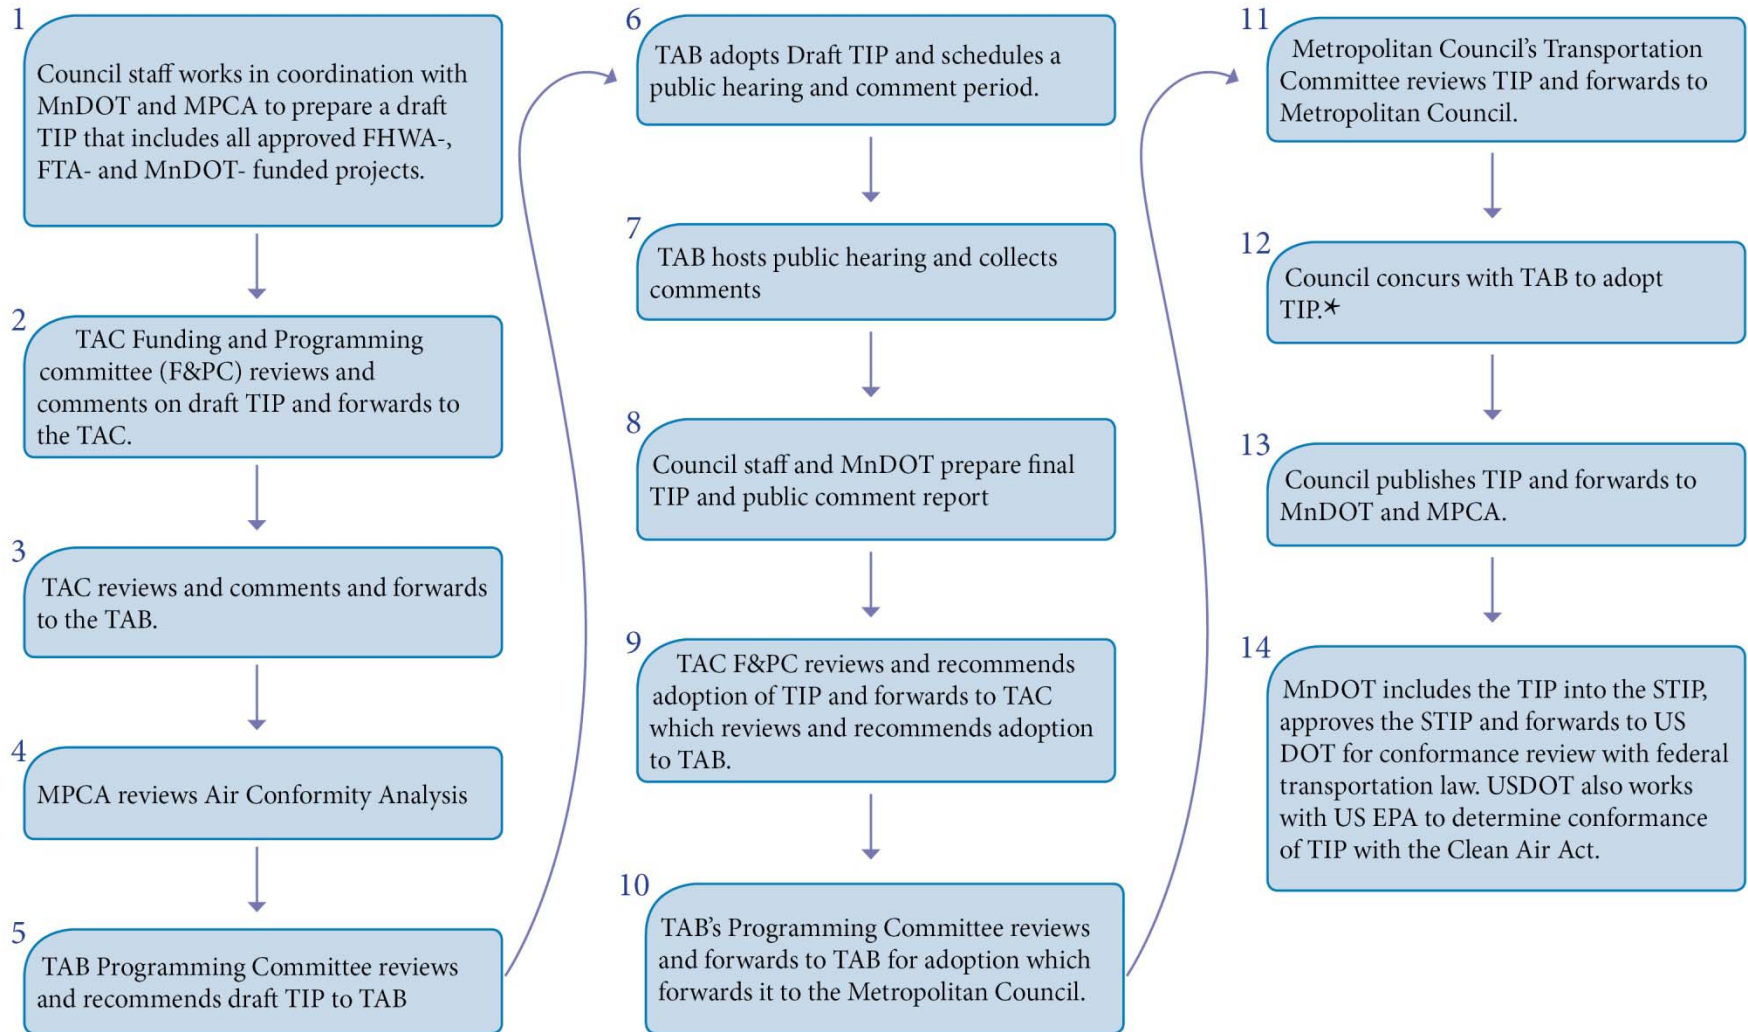 1
Council staff works in coordination with
MnDOT and MPCA to prepare a draft
TIP that includes all approved FHWA-,
FTA- and MnDOT- funded projects.
2
TAC Funding and Programming
committee (F&PC) reviews and
comments on draft TIP and forwards to
the TAC.
3
TAC reviews and comments and forwards
to the TAB.
4
MPCA reviews Air Conformity Analysis
5
TAB Programming Committee reviews
and recommends draft TIP to TAB
6
TAB adopts Draft TIP and schedules a
public hearing and comment period.
7
TAB hosts public hearing and collects
comments
8
Council staff and MnDOT prepare final
TIP and public comment report
9
TAC F&PC reviews and recommends
adoption of TIP and forwards to TAC
which reviews and recommends adoption
to TAB.
10
TAB’s Programming Committee reviews
and forwards to TAB for adoption which
forwards it to the Metropolitan Council.
11
Metropolitan Council’s Transportation
Committee reviews TIP and forwards to
Metropolitan Council.
12
Council concurs with TAB to adopt
TIP.*
13
Council publishes TIP and forwards to
MnDOT and MPCA.
14
MnDOT includes the TIP into the STIP,
approves the STIP and forwards to US
DOT for conformance review with federal
transportation law. USDOT also works
with US EPA to determine conformance
of TIP with the Clean Air Act.